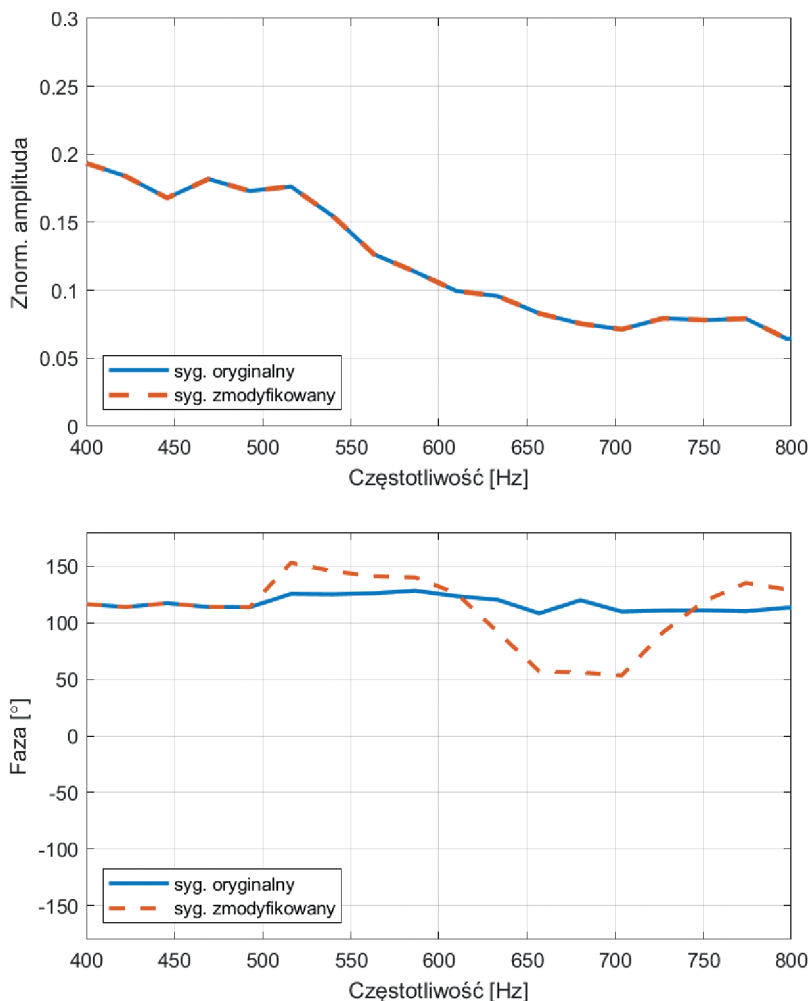 0.3
0.25
0.2
0.15
0.1
0.05
0
Znorm. amplituda
syg. oryginalny
syg. zmodyfikowany
400 450 500 550 600 650 700 750 800
Częstotliwość [Hz]
150
100
50
0
-50
-100
-150
Faza [°]
syg. oryginalny
syg. zmodyfikowany
400 450 500 550 600 650 700 750 800
Częstotliwość [Hz]